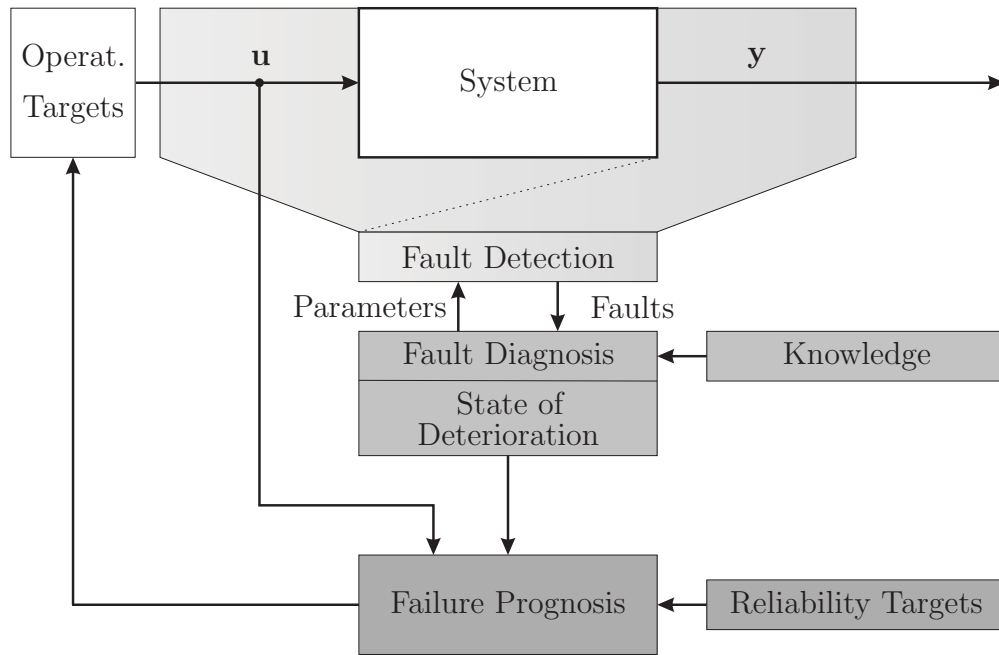 Operat.
Targets
u
System
y
Fault Detection
Parameters
Faults
Fault Diagnosis
Knowledge
State of
Deterioration
Failure Prognosis
Reliability Targets